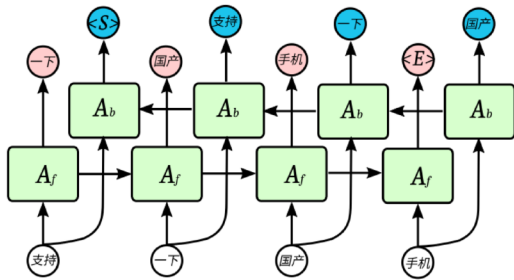 <S> 支持 一下 国产
一下 国产 手机 <E>
Ab Ab Ab Ab
Af Af Af Af
支持 一下 国产 手机